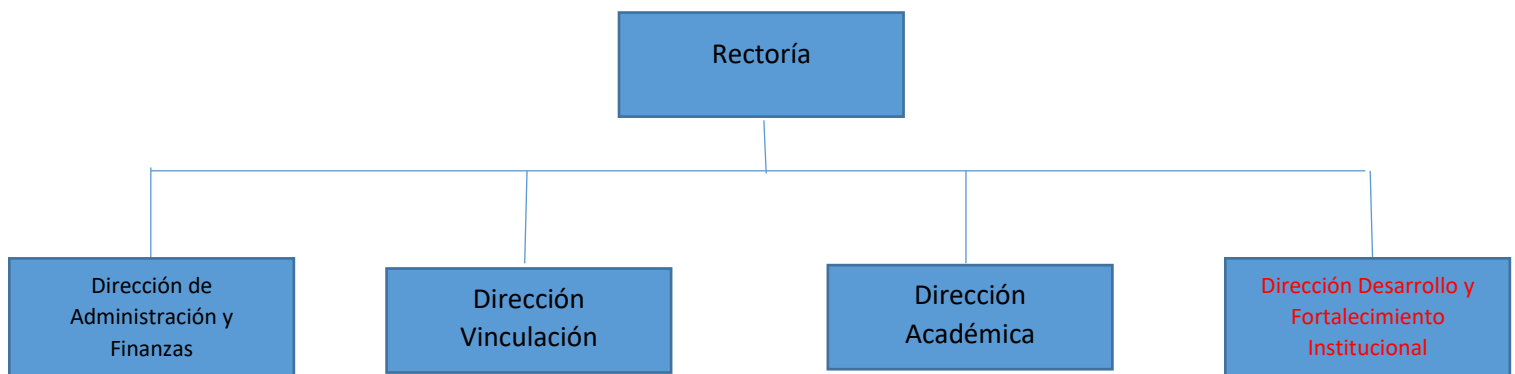 Rectoría
Dirección de
Administración y
Finanzas
Dirección
Vinculación
Dirección
Académica
Dirección Desarrollo y
Fortalecimiento
Institucional